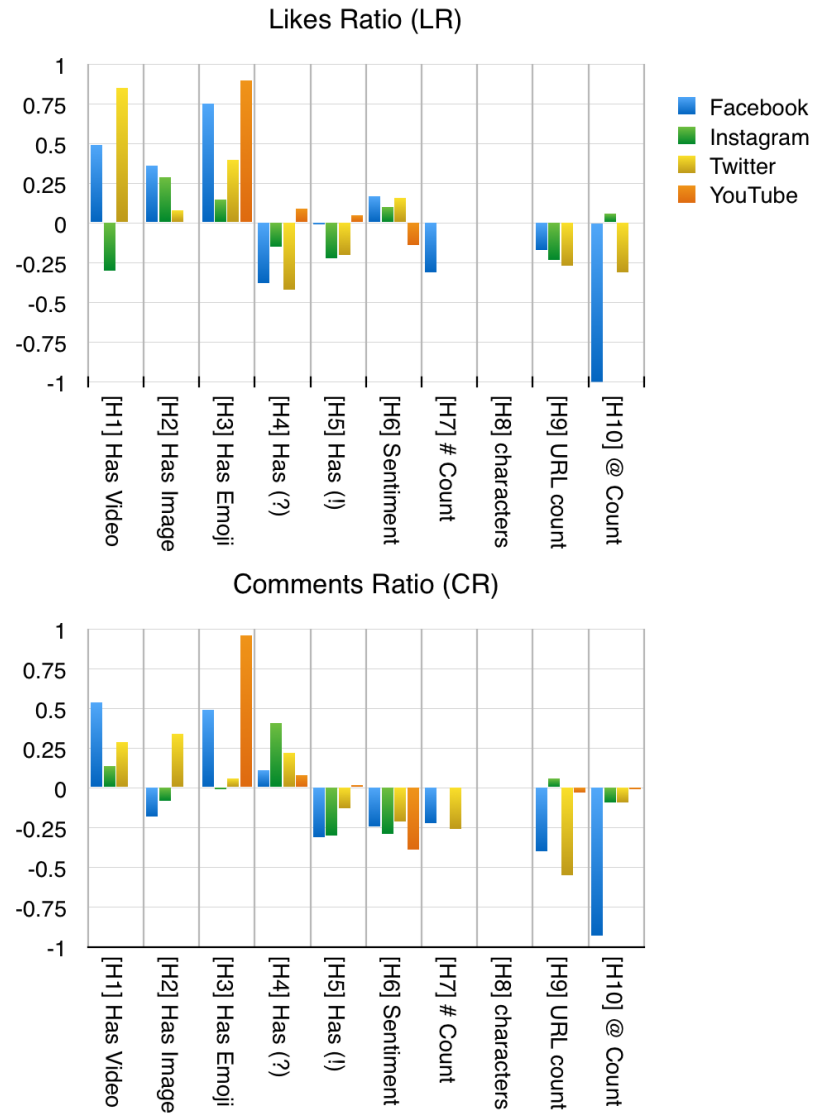 Likes Ratio (LR)
1
0.75
0.5
0.25
0
-0.25
-0.5
-0.75
-1
Facebook
Instagram
Twitter
YouTube
[H1] Has Video
[H2] Has Image
[H3] Has Emoji
[H4] Has (?)
[H5] Has (!)
[H6] Sentiment
[H7] # Count
[H8] characters
[H9] URL count
[H10] @ Count
Comments Ratio (CR)
1
0.75
0.5
0.25
0
-0.25
-0.5
-0.75
-1
[H1] Has Video
[H2] Has Image
[H3] Has Emoji
[H4] Has (?)
[H5] Has (!)
[H6] Sentiment
[H7] # Count
[H8] characters
[H9] URL count
[H10] @ Count